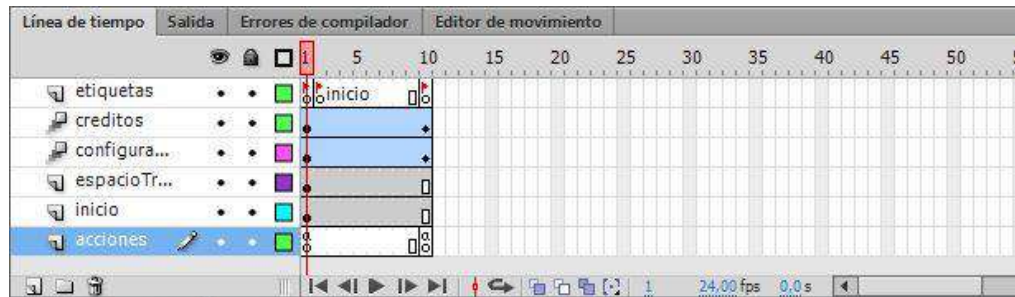 Línea de tiempo Salida Errores de compilador Editor de movimiento
1 5 10 15 20 25 30 35 40 45 50
etiquetas inicio
creditos
configura...
espacioTr...
inicio
acciones
1 24,00 fps 0,0 s